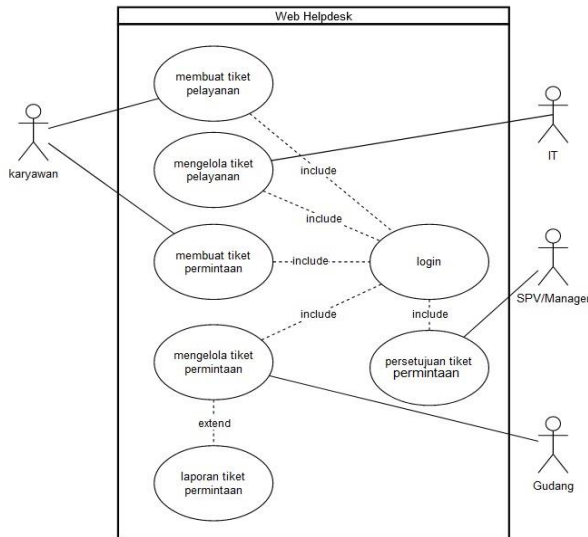 Web Helpdesk
membuat tiket
pelayanan
karyawan
mengelola tiket
pelayanan
IT
include
include
membuat tiket
permintaan
include
login
SPV/Manager
include
include
mengelola tiket
permintaan
persetujuan tiket
permintaan
extend
laporan tiket
permintaan
Gudang